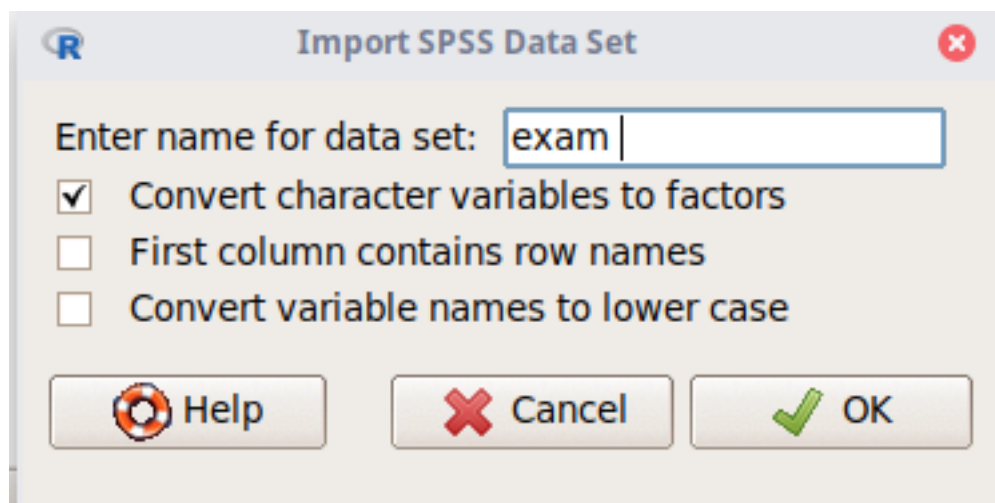 Import SPSS Data Set
Enter name for data set: exam
Convert character variables to factors
First column contains row names
Convert variable names to lower case
Help Cancel OK